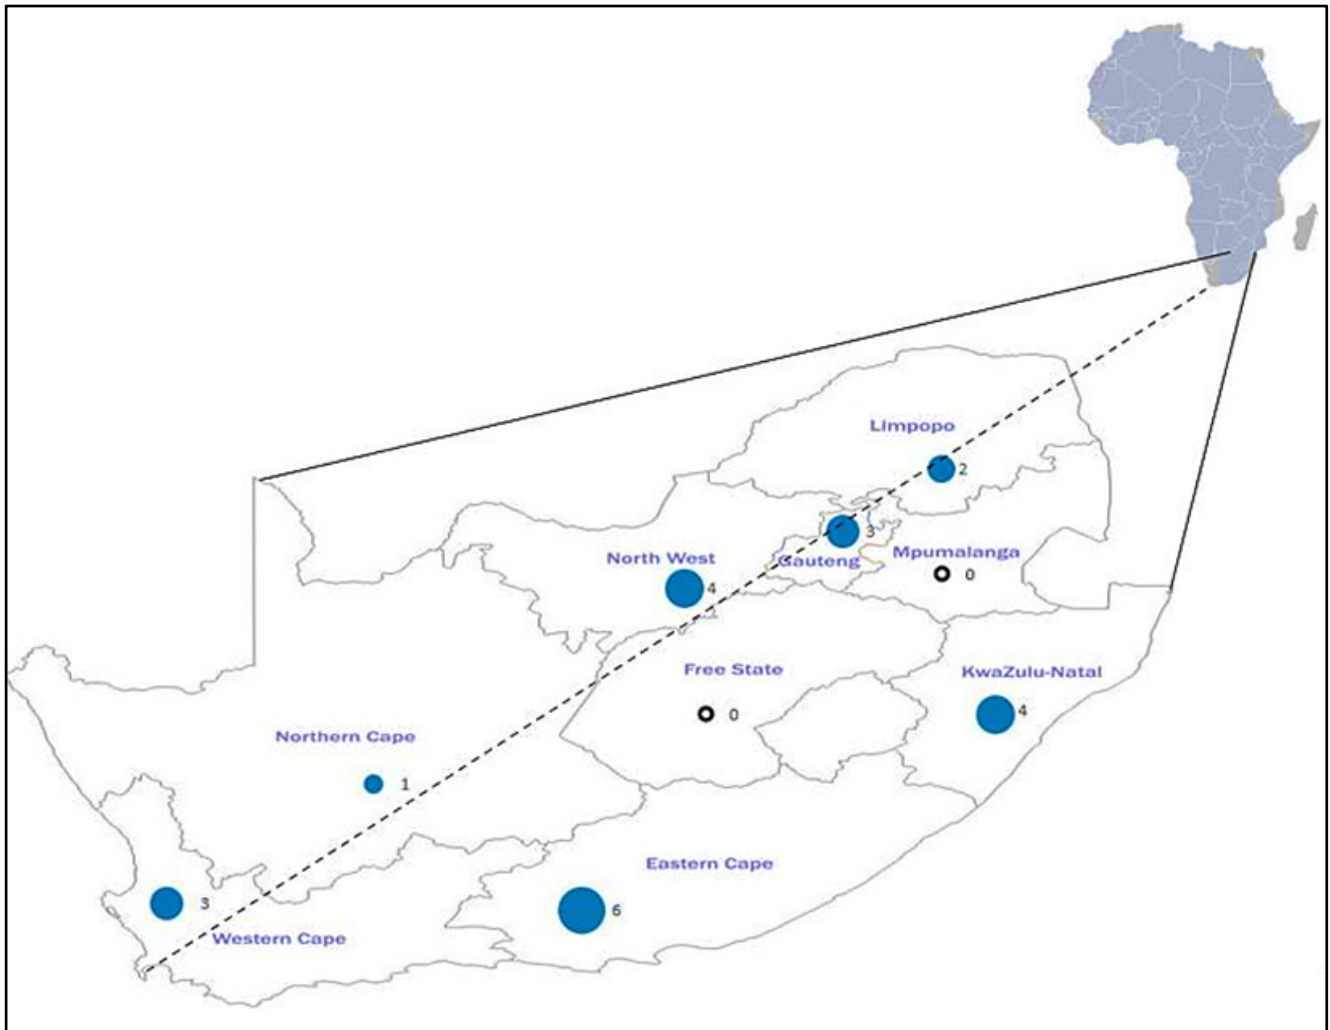 Limpopo
2
3
North West
Gauteng
Mpumalanga
4
0
Free State
KwaZulu-Natal
0
4
Northern Cape
1
Eastern Cape
3
6
Western Cape